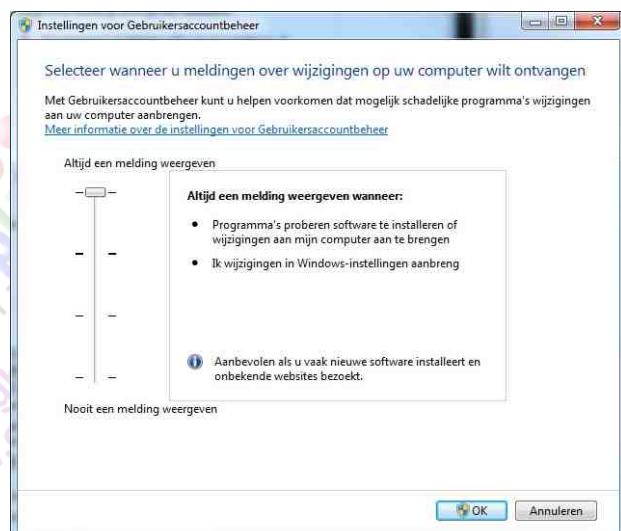 Instellingen voor Gebruikersaccountbeheer
Selecteer wanneer u meldingen over wijzigingen op uw computer wilt ontvangen
Met Gebruikersaccountbeheer kunt u helpen voorkomen dat mogelijk schadelijke programma's wijzigingen
aan uw computer aanbrengen.
Meer informatie over de instellingen voor Gebruikersaccountbeheer
Altijd een melding weergeven
Altijd een melding weergeven wanneer:
• Programma's proberen software te installeren of
wijzigingen aan mijn computer aan te brengen
• Ik wijzigingen in Windows-instellingen aanbreng
Aanbevolen als u vaak nieuwe software installeert en
onbekende websites bezoekt.
Nooit een melding weergeven
OK
Annuleren